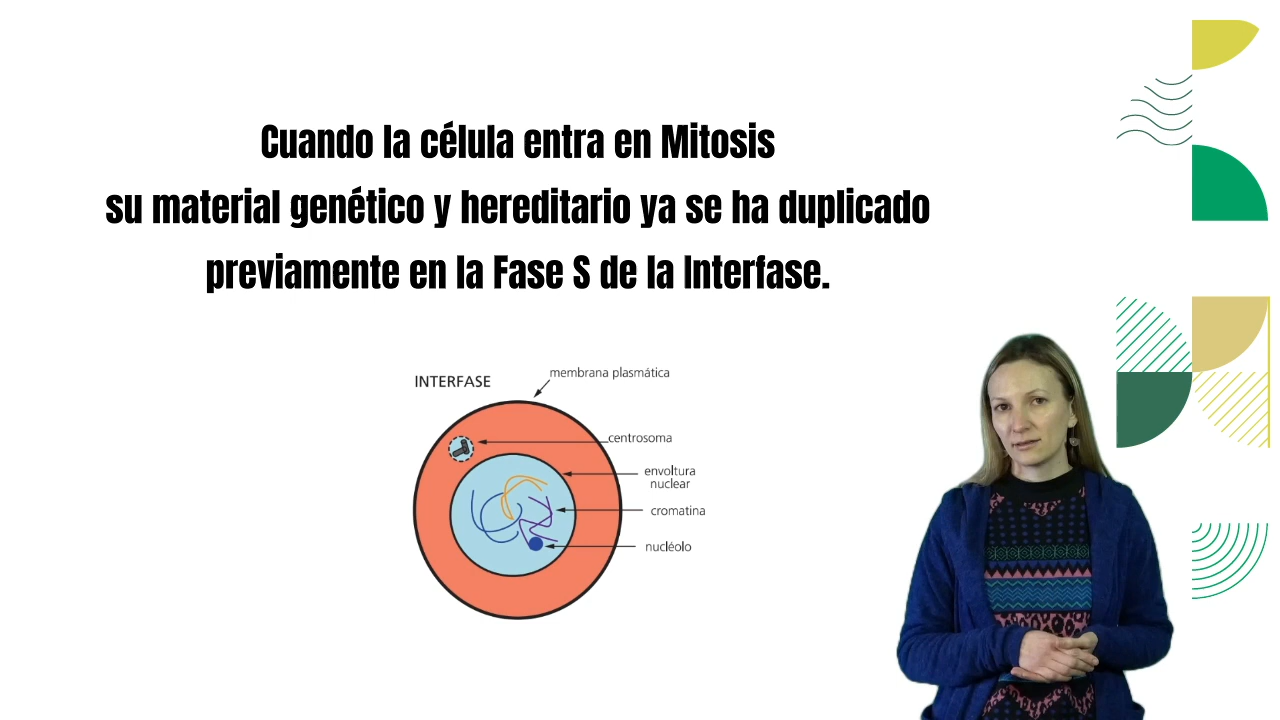 Cuando la célula entra en Mitosis
su material genético y hereditario ya se ha duplicado
previamente en la Fase S de la Interfase.
INTERFASE
membrana plasmática
centrosoma
envoltura
nuclear
cromatina
nucléolo